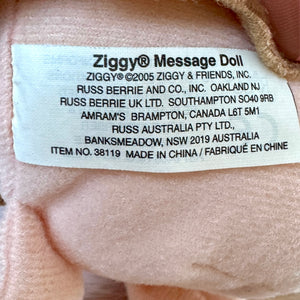 Ziggy® Message Doll
ZIGGY®©2005 ZIGGY & FRIENDS, INC.
RUSS BERRIE AND CO., INC. OAKLAND NJ
RUSS BERRIE UK LTD. SOUTHAMPTON SO40 9RB
AMRAM'S BRAMPTON, CANADA L6T 5M1
RUSS AUSTRALIA PTY LTD.
BANKSMEADOW, NSW 2019 AUSTRALIA
ITEM NO. 38119 MADE IN CHINA / FABRIQUÉ EN CHINE